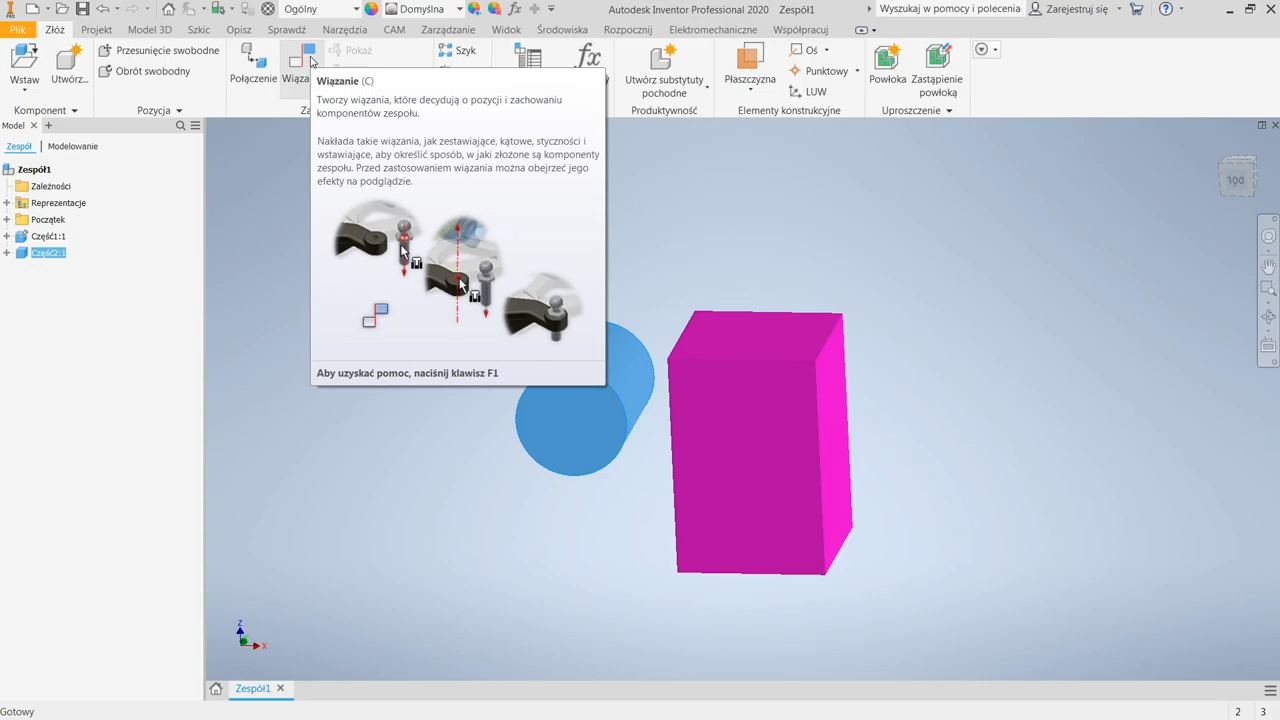 PRO
Ogólny
Domyślna
Autodesk Inventor Professional 2020 Zespół1
Wyszukaj w pomocy i polecenia
Zarejestruj się
Plik Złóż Projekt Model 3D Szkic Opisz Sprawdź Narzędzia CAM Zarządzanie Widok Środowiska Rozpocznij Elektromechaniczne Współpracuj
Wstaw
Utwórz...
Przesunięcie swobodne
Obrót swobodny
Połączenie
Pokaż
Szyk
fx
Utwórz substytuty
pochodne
Płaszczyzna
Oś
Punktowy
LUW
Powłoka
Zastąpienie
powłoką
Komponent
Pozycja
Produktywność
Elementy konstrukcyjne
Uproszczenie
Wiązanie (C)
Tworzy wiązania, które decydują o pozycji i zachowaniu
komponentów zespołu.
Nakłada takie wiązania, jak zestawiające, kątowe, styczności i
wstawiające, aby określić sposób, w jaki złożone są komponenty
zespołu. Przed zastosowaniem wiązania można obejrzeć jego
efekty na podglądzie.
Aby uzyskać pomoc, naciśnij klawisz F1
Model
Zespół Modelowanie
Zespół1
Zależności
Reprezentacje
Początek
Część1:1
Część2:1
Z
X
Zespół1
Gotowy
2 3